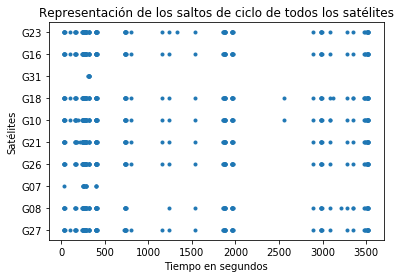 Representación de los saltos de ciclo de todos los satélites
Satélites
G23
G16
G31
G18
G10
G21
G26
G07
G08
G27
0 500 1000 1500 2000 2500 3000 3500
Tiempo en segundos